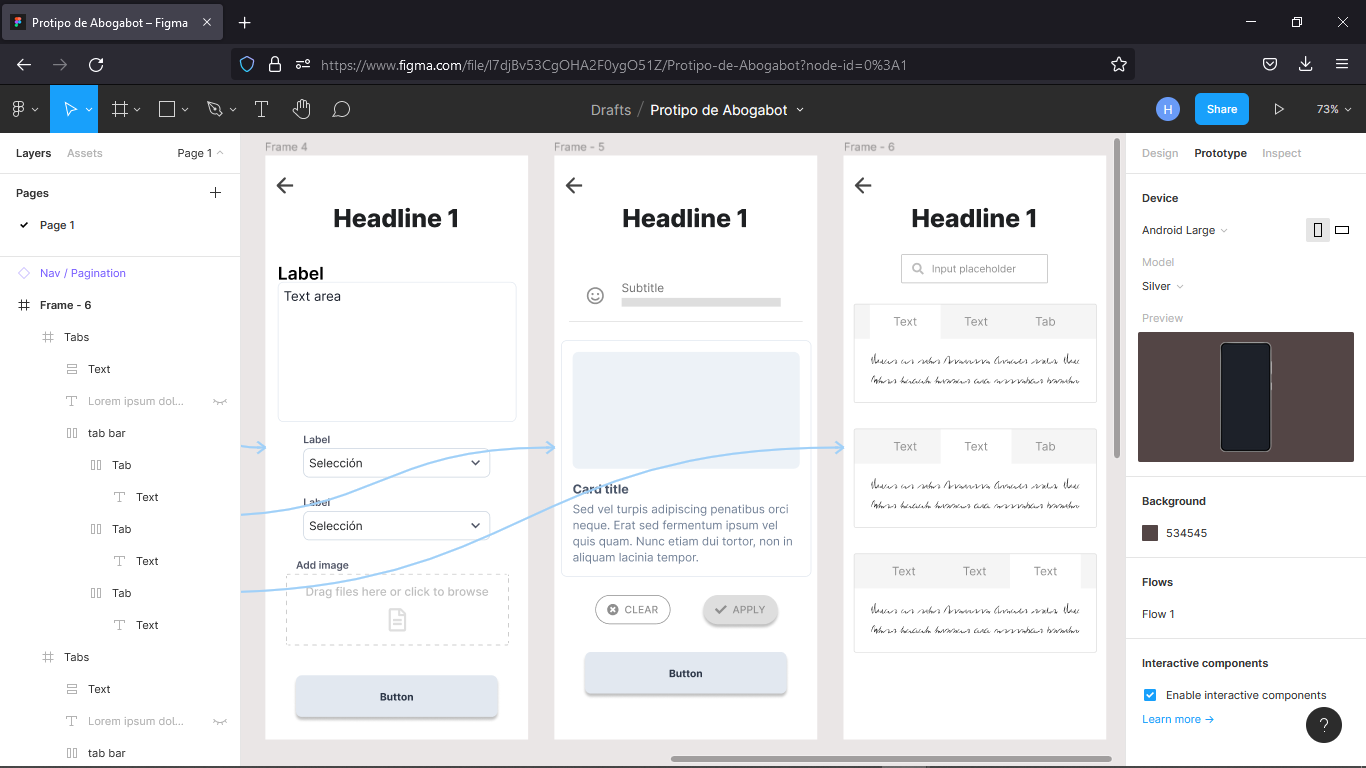 Protipo de Abogabot – Figma
https://www.figma.com/file/l7djBv53CgOHA2F0ygO51Z/Protipo-de-Abogabot?node-id=0%3A1
Drafts / Protipo de Abogabot
H
Share
73%
Layers
Assets
Page 1
Pages
Page 1
Nav / Pagination
Frame - 6
Tabs
Text
Lorem ipsum dol...
tab bar
Tab
Text
Tab
Text
Tab
Text
Tabs
Text
Lorem ipsum dol...
tab bar
Frame 4
Headline 1
Label
Text area
Label
Selección
Label
Selección
Add image
Drag files here or click to browse
Button
Frame - 5
Headline 1
Subtitle
Card title
Sed vel turpis adipiscing penatibus orci
neque. Erat sed fermentum ipsum vel
quis quam. Nunc etiam dui tortor, non in
aliquam lacinia tempor.
CLEAR
APPLY
Button
Frame - 6
Headline 1
Input placeholder
Text Text Tab
Text Text Tab
Text Text Text
Design
Prototype
Inspect
Device
Android Large
Model
Silver
Preview
Background
534545
Flows
Flow 1
Interactive components
Enable interactive components
Learn more →
?